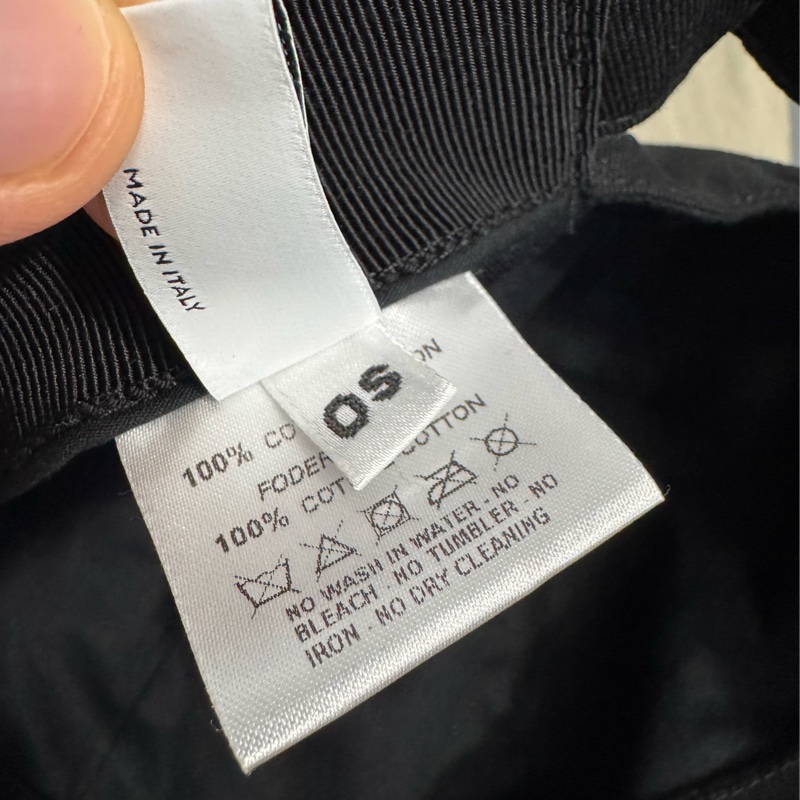 MADE IN ITALY
OS
100% CO
FODER
100% COT COTTON
NO WASH IN WATER - NO
BLEACH - NO TUMBLER - NO
IRON - NO DRY CLEANING